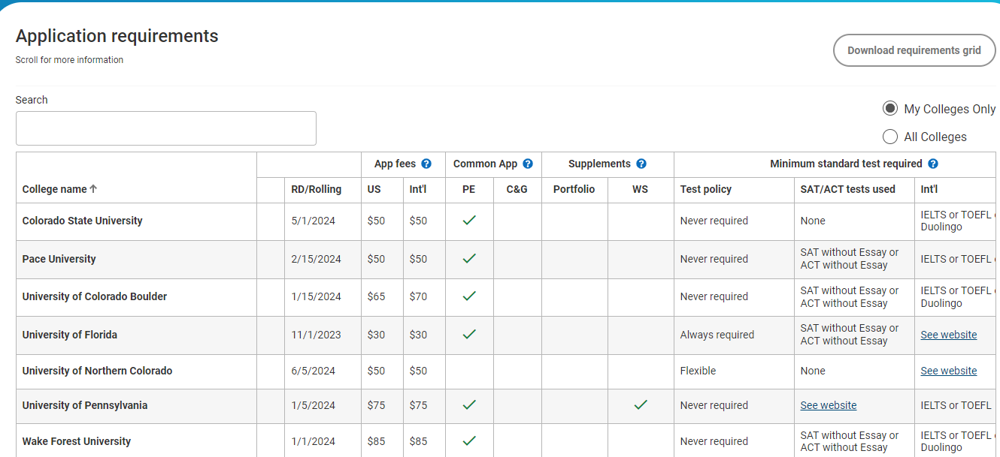 Application requirements
Scroll for more information
Download requirements grid
Search
My Colleges Only
All Colleges
App fees ? Common App ? Supplements ? Minimum standard test required ?
College name ↑ RD/Rolling US Int'l PE C&G Portfolio WS Test policy SAT/ACT tests used Int'l
Colorado State University 5/1/2024 $50 $50 ✓ Never required None IELTS or TOEFL
Duolingo
Pace University 2/15/2024 $50 $50 ✓ Never required SAT without Essay or
ACT without Essay IELTS or TOEFL
University of Colorado Boulder 1/15/2024 $65 $70 ✓ Never required SAT without Essay or
ACT without Essay IELTS or TOEFL
Duolingo
University of Florida 11/1/2023 $30 $30 ✓ Always required SAT without Essay or
ACT without Essay See website
University of Northern Colorado 6/5/2024 $50 $50 Flexible None See website
University of Pennsylvania 1/5/2024 $75 $75 ✓ ✓ Never required See website IELTS or TOEFL
Wake Forest University 1/1/2024 $85 $85 ✓ Never required SAT without Essay or
ACT without Essay IELTS or TOEFL
Duolingo